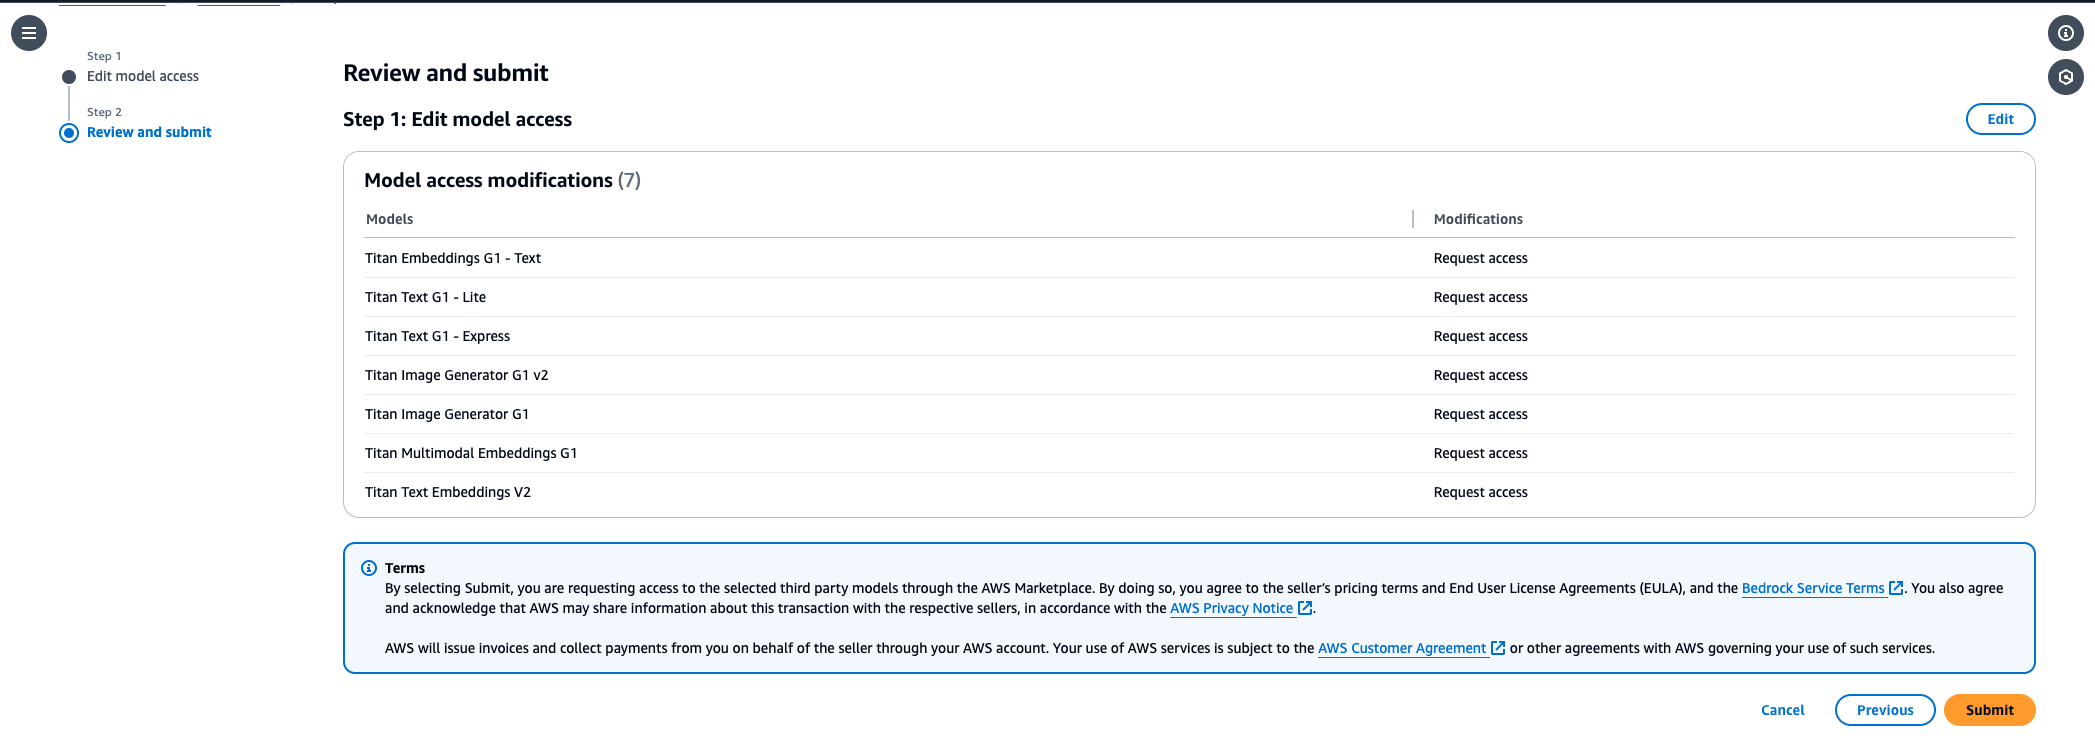 Step 1
Edit model access
Step 2
Review and submit
Review and submit
Step 1: Edit model access
Edit
Model access modifications (7)
Models Modifications
Titan Embeddings G1 - Text Request access
Titan Text G1 - Lite Request access
Titan Text G1 - Express Request access
Titan Image Generator G1 v2 Request access
Titan Image Generator G1 Request access
Titan Multimodal Embeddings G1 Request access
Titan Text Embeddings V2 Request access
Terms
By selecting Submit, you are requesting access to the selected third party models through the AWS Marketplace. By doing so, you agree to the seller's pricing terms and End User License Agreements (EULA), and the Bedrock Service Terms. You also agree
and acknowledge that AWS may share information about this transaction with the respective sellers, in accordance with the AWS Privacy Notice.
AWS will issue invoices and collect payments from you on behalf of the seller through your AWS account. Your use of AWS services is subject to the AWS Customer Agreement or other agreements with AWS governing your use of such services.
Cancel Previous Submit